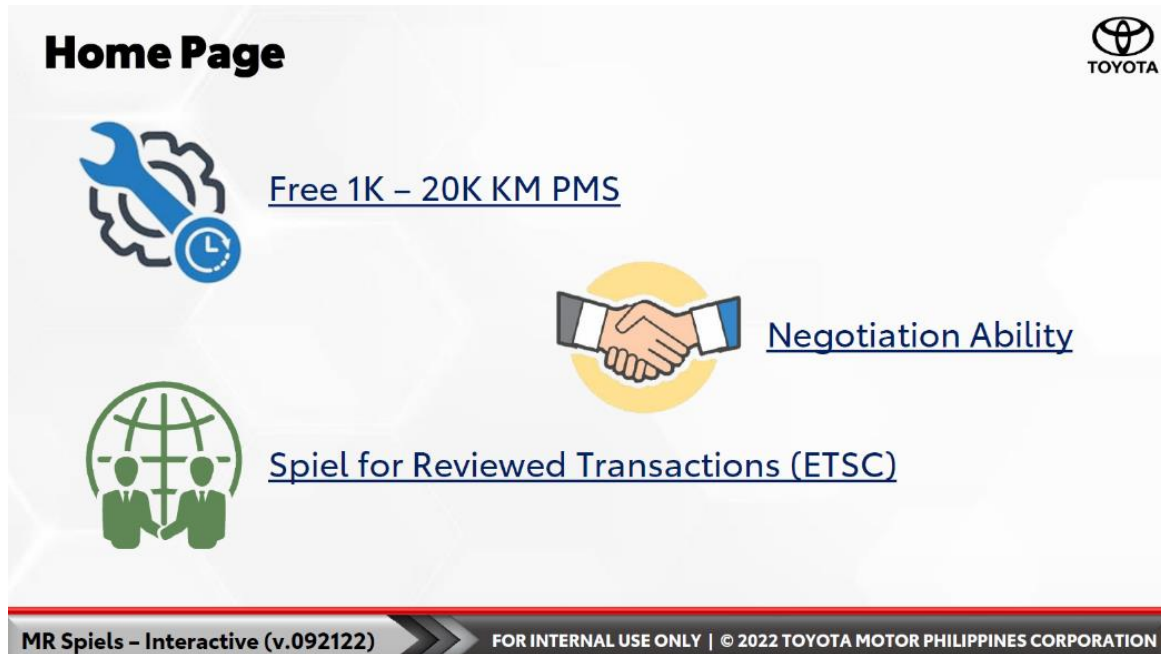 Home Page
TOYOTA
Free 1K – 20K KM PMS
Negotiation Ability
Spiel for Reviewed Transactions (ETSC)
MR Spiels – Interactive (v.092122)
FOR INTERNAL USE ONLY | © 2022 TOYOTA MOTOR PHILIPPINES CORPORATION